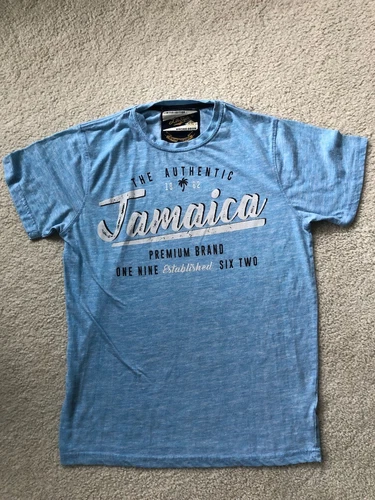 THE AUTHENTIC
19 62
Jamaica
PREMIUM BRAND
ONE NINE Established SIX TWO